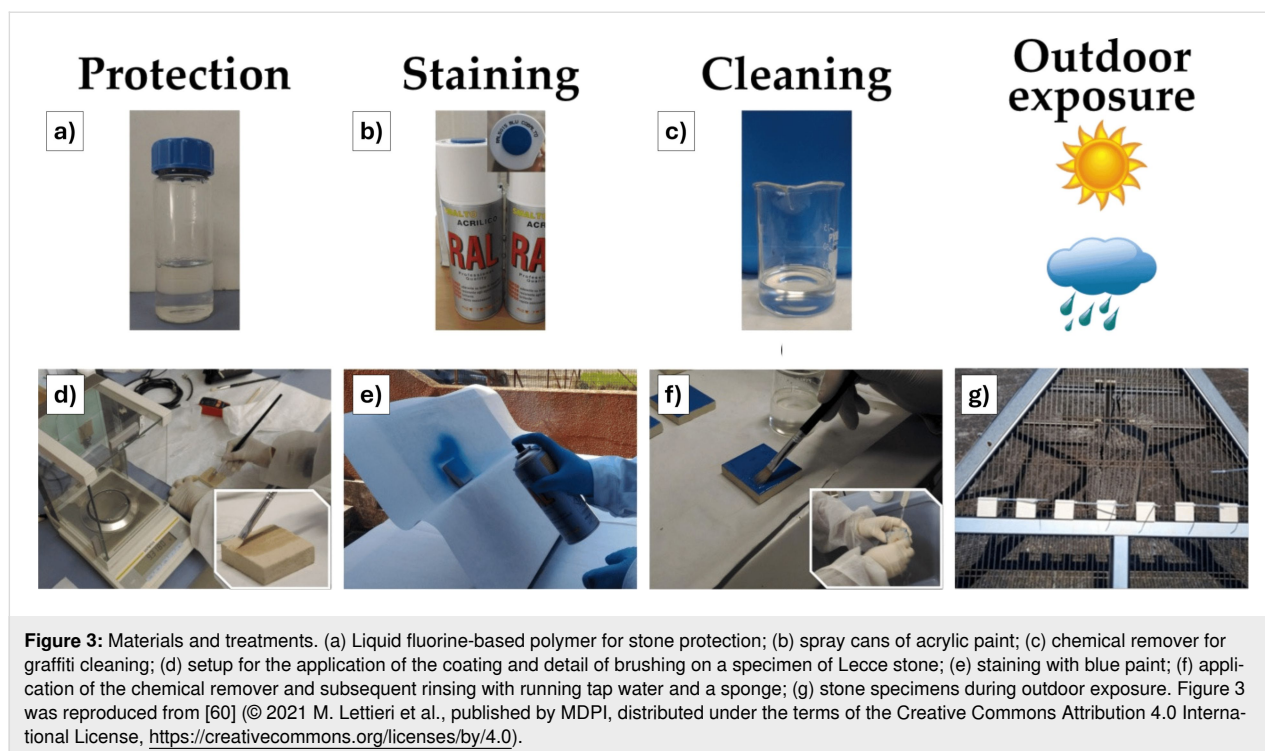 Protection
Staining
Cleaning
Outdoor
exposure
a)
b)
c)
ACRILICO
RAL
ACR
RA
d)
e)
f)
g)
Figure 3: Materials and treatments. (a) Liquid fluorine-based polymer for stone protection; (b) spray cans of acrylic paint; (c) chemical remover for
graffiti cleaning; (d) setup for the application of the coating and detail of brushing on a specimen of Lecce stone; (e) staining with blue paint; (f) appli-
cation of the chemical remover and subsequent rinsing with running tap water and a sponge; (g) stone specimens during outdoor exposure. Figure 3
was reproduced from [60] (© 2021 M. Lettieri et al., published by MDPI, distributed under the terms of the Creative Commons Attribution 4.0 Interna-
tional License, https://creativecommons.org/licenses/by/4.0).